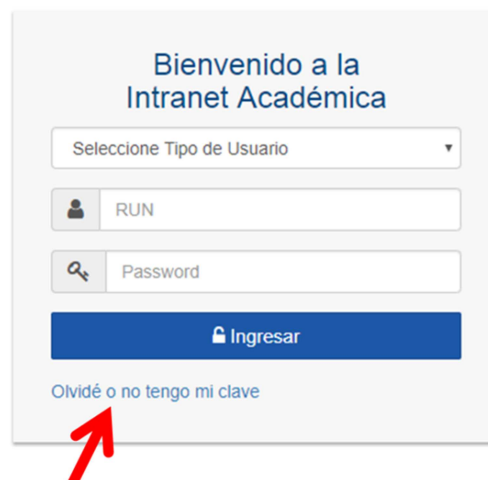 Bienvenido a la
Intranet Académica
Seleccione Tipo de Usuario
RUN
Password
Ingresar
Olvidé o no tengo mi clave